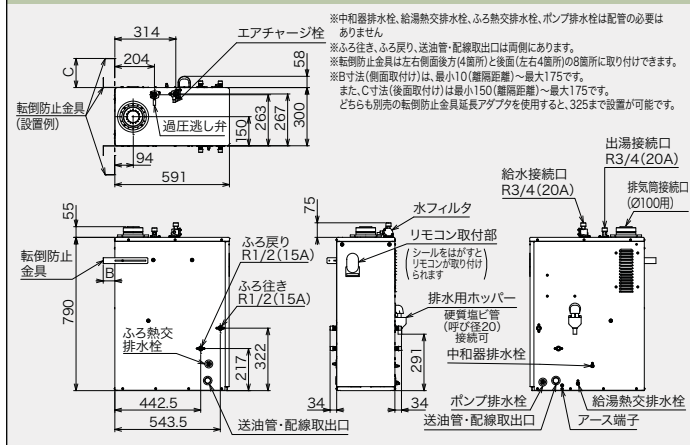 ※中和器排水栓、給湯熱交排水栓、ふろ熱交排水栓、ポンプ排水栓は配管の必要は
ありません
※ふろ往き、ふろ戻り、送油管・配線取出口は両側にあります。
※転倒防止金具は左右側面後方(4箇所)と後面(左右4箇所)の8箇所に取り付けできます。
※B寸法(側面取付け)は、最小10(離隔距離)~最大175です。
また、C寸法(後面取付け)は最小150(離隔距離)~最大175です。
どちらも別売の転倒防止金具延長アダプタを使用すると、325まで設置が可能です。
314
エアチャージ栓
204
58
C
転倒防止金具
(設置例)
過圧逃し弁
150
263
267
300
94
591
55
転倒防止
金具
B
790
ふろ戻り
R1/2(15A)
ふろ往き
R1/2(15A)
ふろ熱交
排水栓
217
322
442.5
543.5
送油管・配線取出口
75
水フィルタ
リモコン取付部
(シールをはがすと
リモコンが取り付け
られます)
排水用ホッパー
硬質塩ビ管
(呼び径20)
接続可
291
34
34
給水接続口
R3/4(20A)
出湯接続口
R3/4(20A)
排気筒接続口
(Ø100用)
中和器排水栓
ポンプ排水栓
給湯熱交排水栓
送油管・配線取出口
アース端子